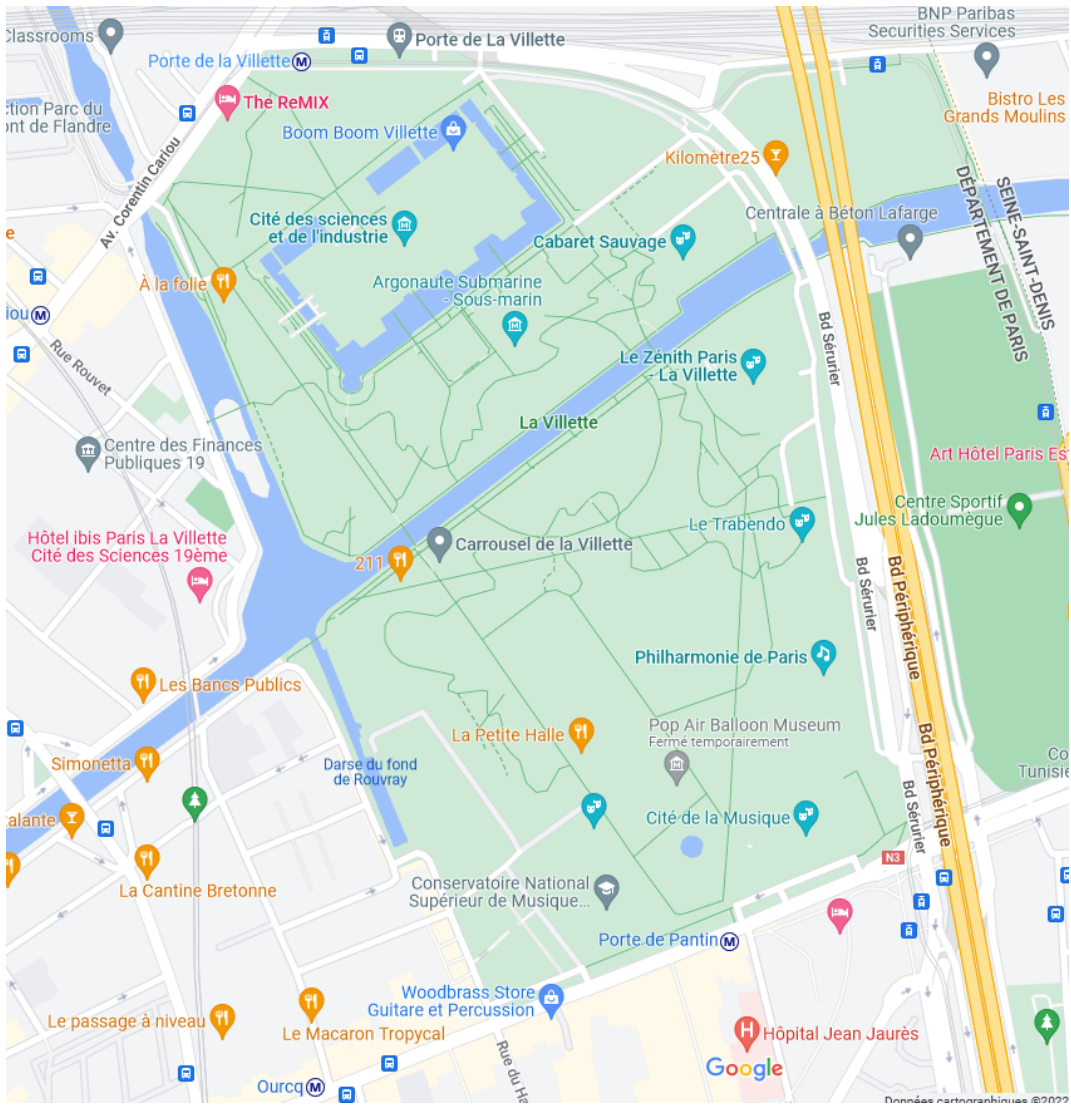 BNP Paribas
Securities Services
Classrooms
Porte de La Villette
Porte de la Villette
M
The ReMIX
Bistro Les
Grands Moulins
ction Parc du
ont de Flandre
Boom Boom Villette
Kilomètre25
Av. Corentin Cariou
SEINE-SAINT-DENIS
DÉPARTEMENT DE PARIS
Cité des sciences
et de l'industrie
Centrale à Béton Lafarge
e
Cabaret Sauvage
À la folie
Argonaute Submarine
- Sous-marin
iou
M
Rue Rouvet
Bd Sérurier
Le Zénith Paris
- La Villette
La Villette
Centre des Finances
Publiques 19
Art Hôtel Paris Es
Centre Sportif
Jules Ladoumègue
Le Trabendo
Hôtel ibis Paris La Villette
Cité des Sciences 19ème
Carrousel de la Villette
211
Bd Sérurier
Bd Périphérique
Philharmonie de Paris
Les Bancs Publics
Pop Air Balloon Museum
Fermé temporairement
La Petite Halle
Bd Périphérique
Simonetta
Darse du fond
de Rouvray
Co
Tunisie
Bd Sérurier
talante
Cité de la Musique
N3
La Cantine Bretonne
Conservatoire National
Supérieur de Musique...
Porte de Pantin
M
Woodbrass Store
Guitare et Percussion
Le passage à niveau
Le Macaron Tropycal
H
Hôpital Jean Jaurès
Rue du Ha
Google
Ourcq
M
Données cartographiques ©2022